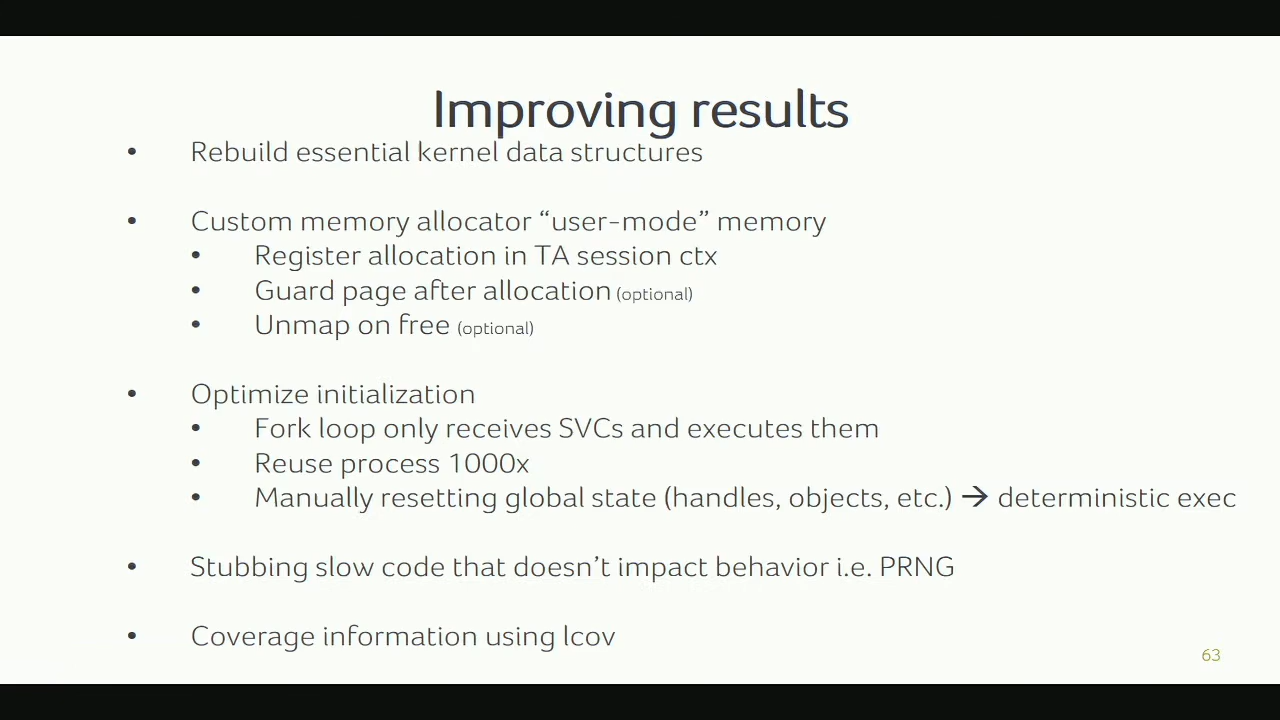 Improving results
• Rebuild essential kernel data structures
• Custom memory allocator “user-mode” memory
• Register allocation in TA session ctx
• Guard page after allocation (optional)
• Unmap on free (optional)
• Optimize initialization
• Fork loop only receives SVCs and executes them
• Reuse process 1000x
• Manually resetting global state (handles, objects, etc.) → deterministic exec
• Stubbing slow code that doesn’t impact behavior i.e. PRNG
• Coverage information using lcov
63